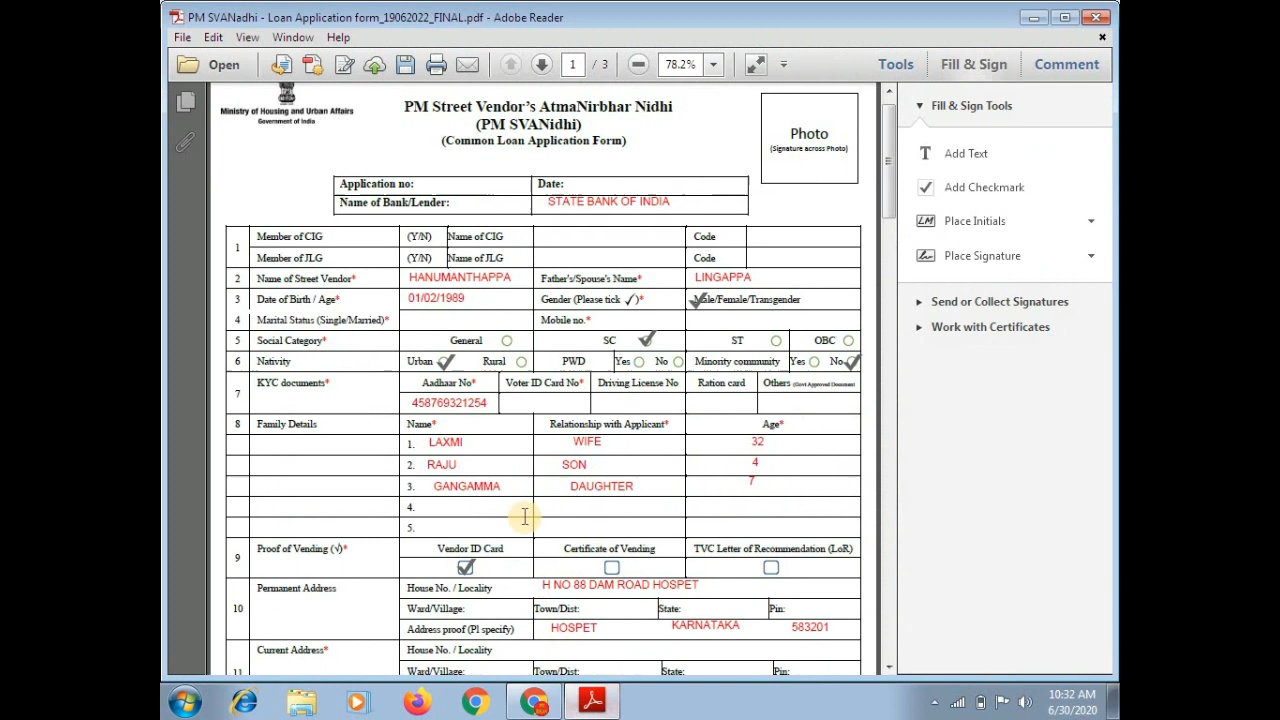 PM SVANadhi - Loan Application form_19062022_FINAL.pdf - Adobe Reader
File Edit View Window Help
Open 1 / 3 78.2% Tools Fill & Sign Comment
Ministry of Housing and Urban Affairs
Government of India
PM Street Vendor's AtmaNirbhar Nidhi
(PM SVANidhi)
(Common Loan Application Form)
Photo
(Signature across Photo)
Application no: Date:
Name of Bank/Lender: STATE BANK OF INDIA
1 Member of CIG (Y/N) Name of CIG Code
Member of JLG (Y/N) Name of JLG Code
2 Name of Street Vendor* HANUMANTHAPPA Father's/Spouse's Name* LINGAPPA
3 Date of Birth / Age* 01/02/1989 Gender (Please tick ✓)* Male/Female/Transgender
4 Marital Status (Single/Married)* Mobile no.*
5 Social Category* General SC ST OBC
6 Nativity Urban Rural PWD Yes No Minority community Yes No
7 KYC documents* Aadhaar No* Voter ID Card No* Driving License No Ration card Others (Govt Approved Document
458769321254
8 Family Details Name* Relationship with Applicant* Age*
1. LAXMI WIFE 32
2. RAJU SON 4
3. GANGAMMA DAUGHTER 7
4.
5.
9 Proof of Vending (√)* Vendor ID Card Certificate of Vending TVC Letter of Recommendation (LoR)
10 Permanent Address House No. / Locality H NO 88 DAM ROAD HOSPET
Ward/Village: Town/Dist: State: Pin:
Address proof (Pl specify) HOSPET KARNATAKA 583201
11 Current Address* House No. / Locality
Ward/Village: Town/Dist: State: Pin:
Fill & Sign Tools
T Add Text
Add Checkmark
LM Place Initials
Place Signature
Send or Collect Signatures
Work with Certificates
10:32 AM
6/30/2020